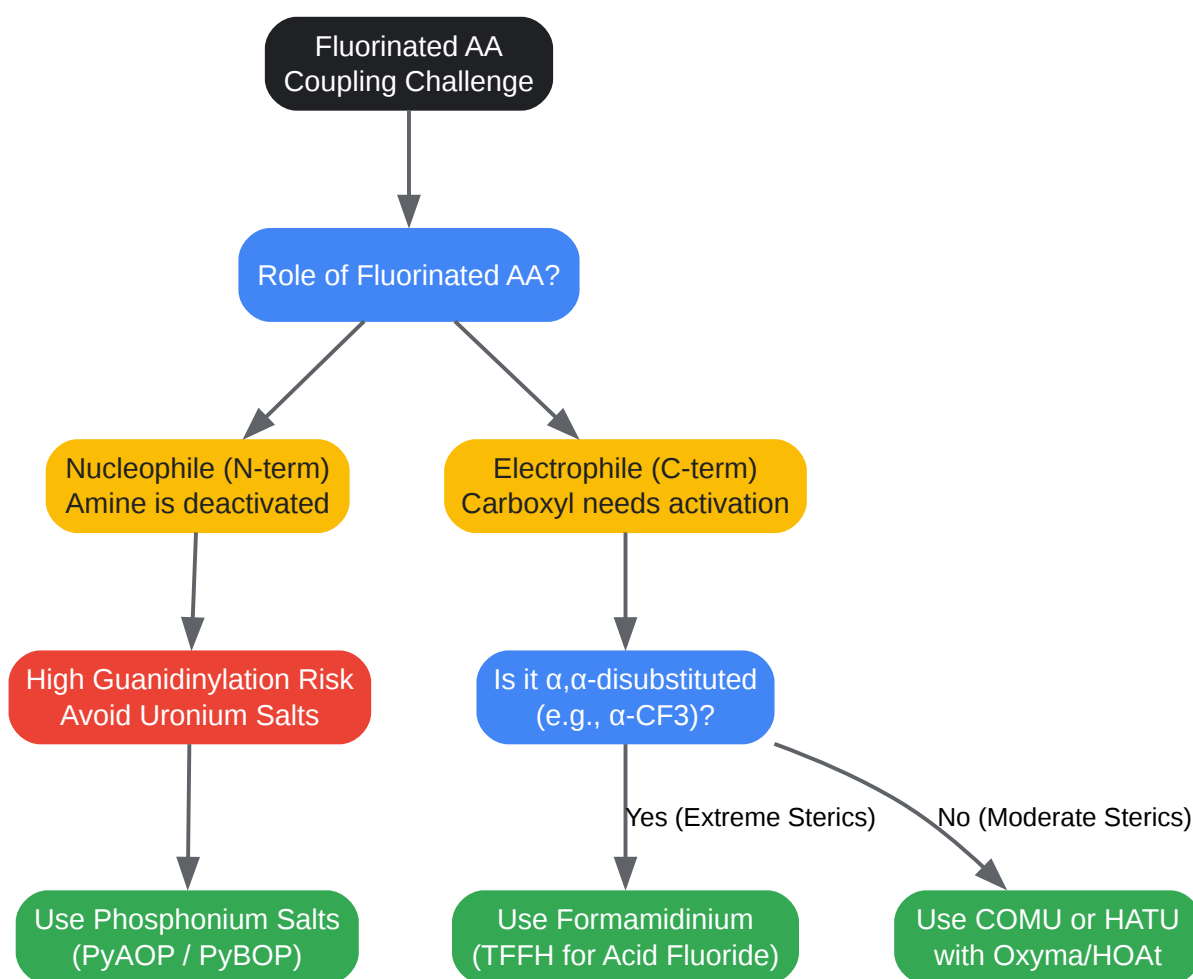 Fluorinated AA
Coupling Challenge
Role of Fluorinated AA?
Nucleophile (N-term)
Amine is deactivated
Electrophile (C-term)
Carboxyl needs activation
High Guanidinylation Risk
Avoid Uronium Salts
Is it α,α-disubstituted
(e.g., α-CF3)?
Yes (Extreme Sterics)
No (Moderate Sterics)
Use Phosphonium Salts
(PyAOP / PyBOP)
Use Formamidinium
(TFFH for Acid Fluoride)
Use COMU or HATU
with Oxyma/HOAt